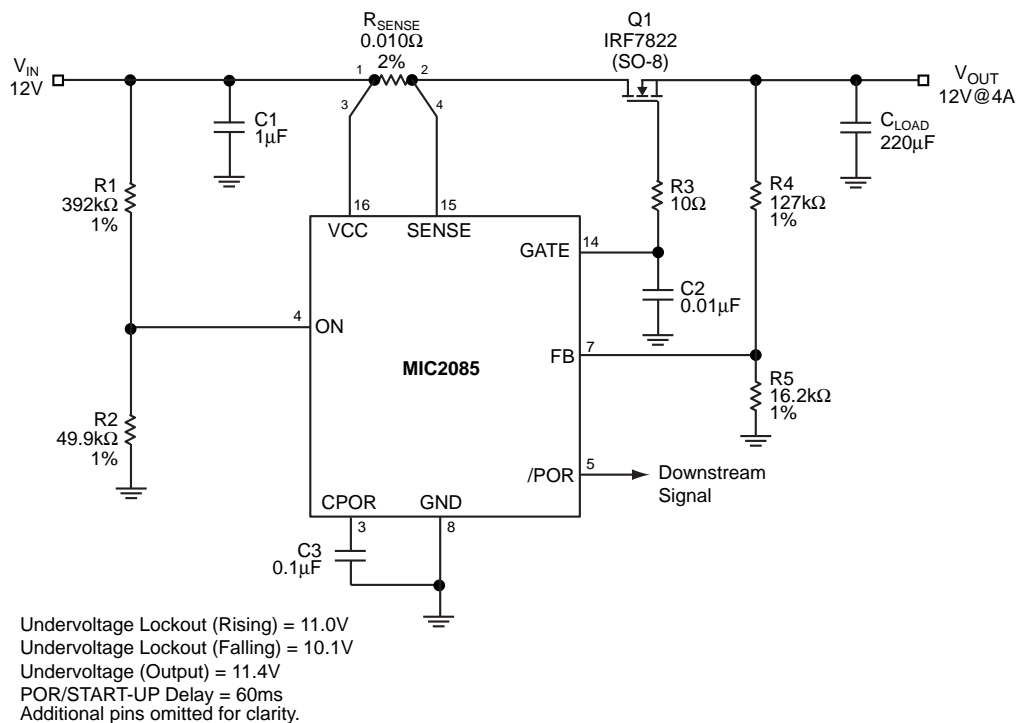 R_SENSE
0.010Ω
2%
Q1
IRF7822
(SO-8)
V_IN
12V
1
2
V_OUT
12V@4A
3
4
C1
1μF
C_LOAD
220μF
R1
392kΩ
1%
R3
10Ω
R4
127kΩ
1%
16
15
VCC
SENSE
GATE
14
C2
0.01μF
4
ON
FB
7
MIC2085
R2
49.9kΩ
1%
R5
16.2kΩ
1%
/POR
5
Downstream
Signal
CPOR
GND
3
8
C3
0.1μF
Undervoltage Lockout (Rising) = 11.0V
Undervoltage Lockout (Falling) = 10.1V
Undervoltage (Output) = 11.4V
POR/START-UP Delay = 60ms
Additional pins omitted for clarity.